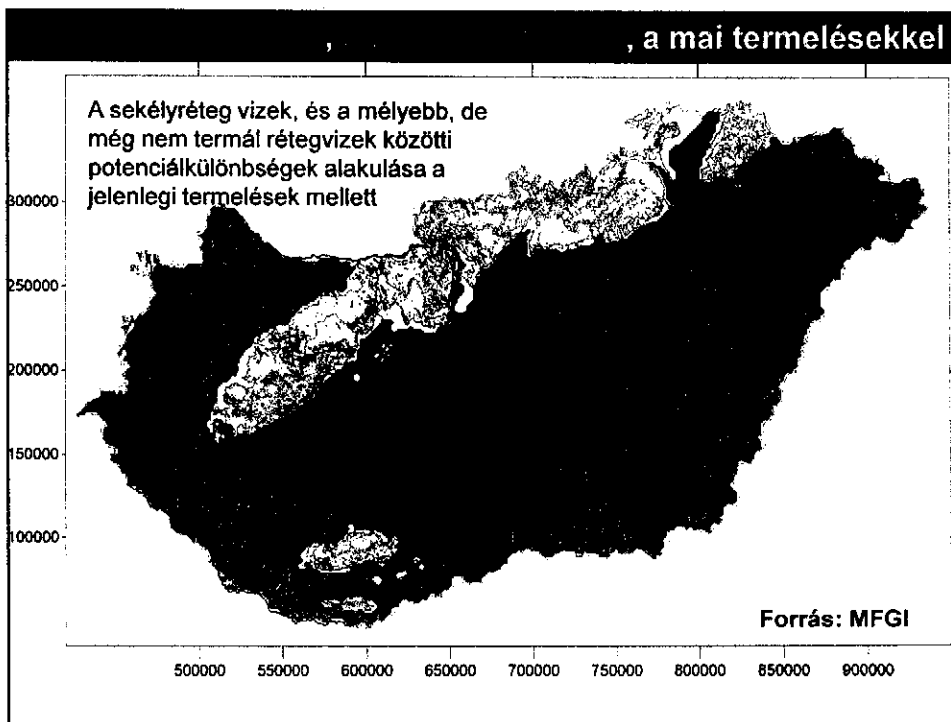 , , a mai termelésekkel
A sekélyréteg vizek, és a mélyebb, de
még nem termál rétegvizek közötti
potenciálkülönbségek alakulása a
jelenlegi termelések mellett
300000
250000
200000
150000
100000
Forrás: MFGI
500000 550000 600000 650000 700000 750000 800000 850000 900000